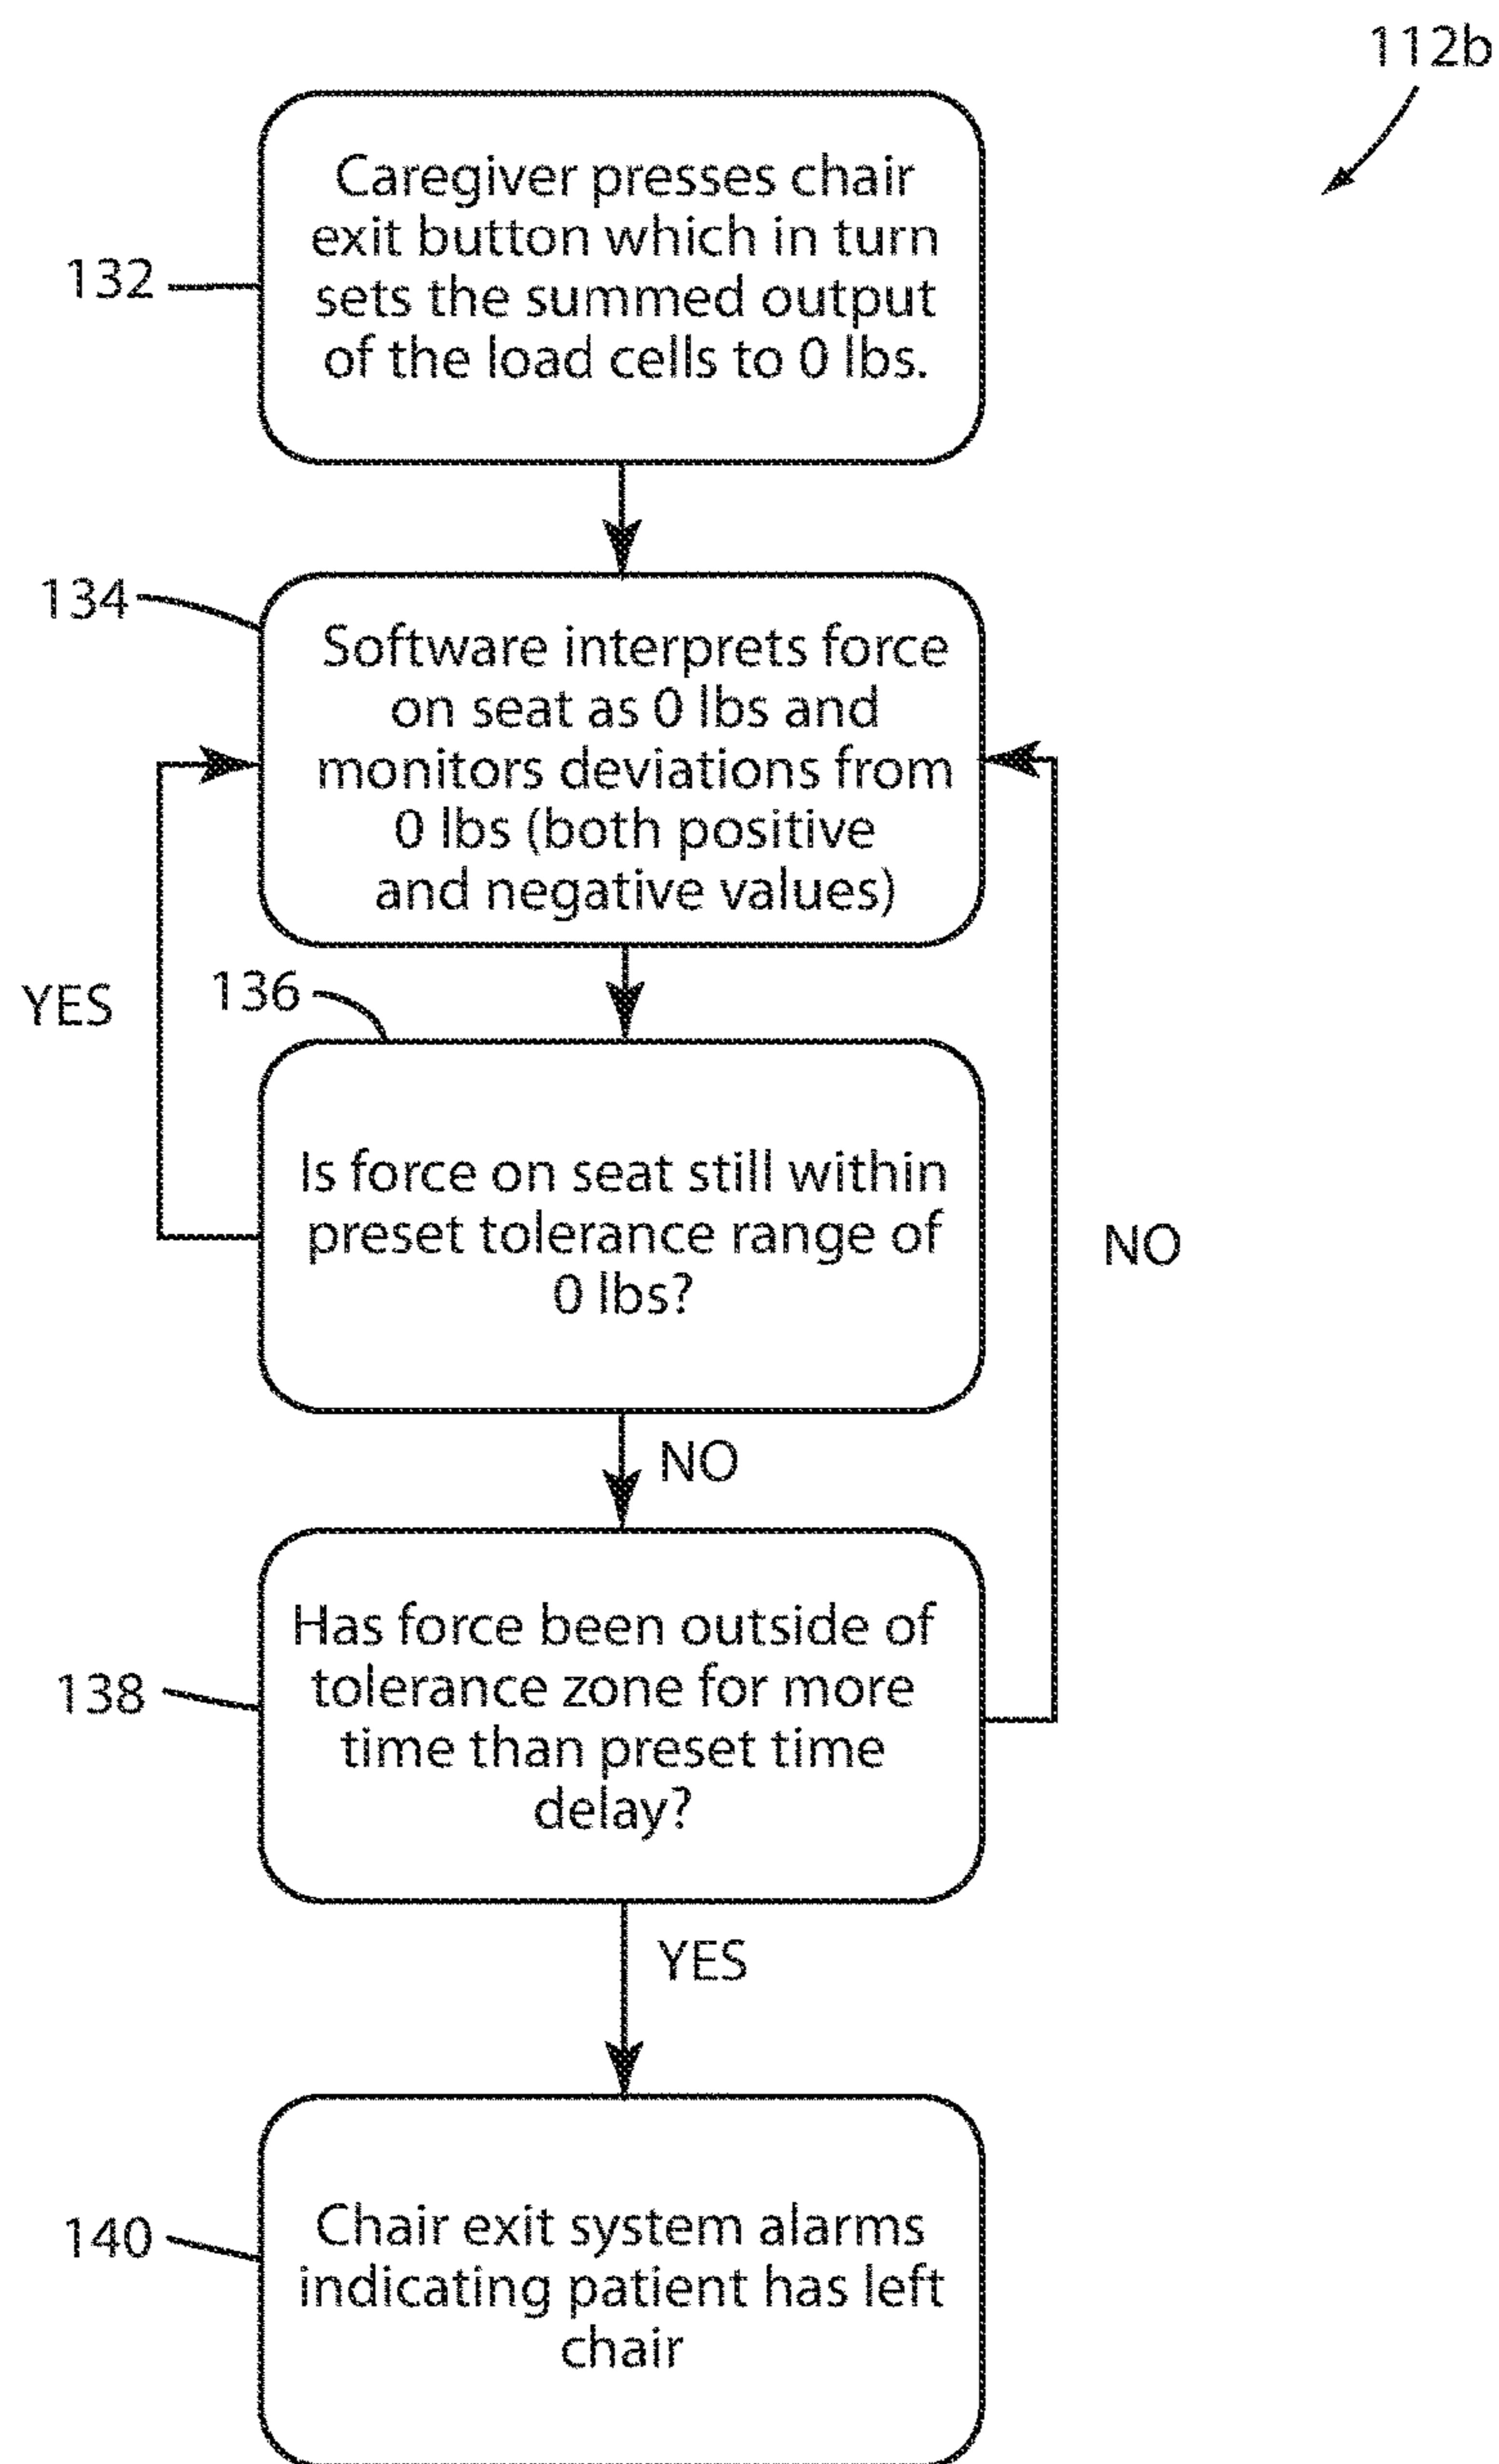 112b
Caregiver presses chair
exit button which in turn
sets the summed output
of the load cells to 0 lbs.
132
134
Software interprets force
on seat as 0 lbs and
monitors deviations from
0 lbs (both positive
and negative values)
YES
136
Is force on seat still within
preset tolerance range of
0 lbs?
NO
NO
Has force been outside of
tolerance zone for more
time than preset time
delay?
138
YES
Chair exit system alarms
indicating patient has left
chair
140